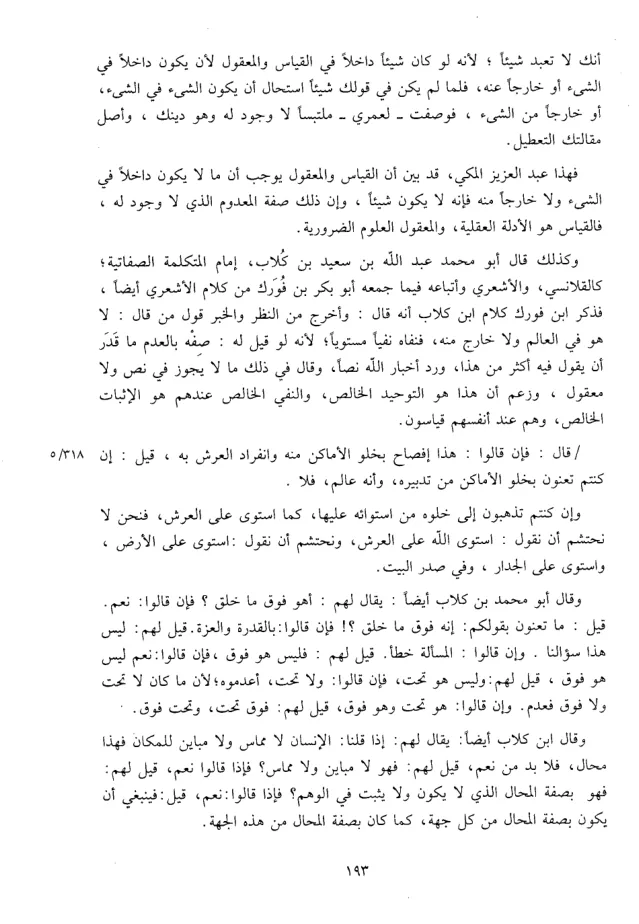 أنك لا تعبد شيئاً ؛ لأنه لو كان شيئاً داخلاً في القياس والمعقول لأن يكون داخلاً في
الشىء أو خارجاً عنه، فلما لم يكن في قولك شيئاً استحال أن يكون الشىء في الشىء،
أو خارجاً من الشىء ، فوصفت ــ لعمري ــ ملتبساً لا وجود له وهو دينك ، وأصل
مقالتك التعطيل.
فهذا عبد العزيز المكي، قد بين أن القياس والمعقول يوجب أن ما لا يكون داخلاً في
الشىء ولا خارجاً منه فإنه لا يكون شيئاً ، وإن ذلك صفة المعدوم الذي لا وجود له ،
فالقياس هو الأدلة العقلية، والمعقول العلوم الضرورية.
وكذلك قال أبو محمد عبد الله بن سعيد بن كُلاب، إمام المتكلمة الصفاتية؛
كالقلانسي، والأشعري وأتباعه فيما جمعه أبو بكر بن فُورَك من كلام الأشعري أيضاً ،
فذكر ابن فورك كلام ابن كلاب أنه قال : وأخرج من النظر والخبر قول من قال : لا
هو في العالم ولا خارج منه، فنفاه نفياً مستوياً؛ لأنه لو قيل له : صِفْه بالعدم ما قَدَر
أن يقول فيه أكثر من هذا، ورد أخبار الله نصاً، وقال في ذلك ما لا يجوز في نص ولا
معقول ، وزعم أن هذا هو التوحيد الخالص، والنفي الخالص عندهم هو الإثبات
الخالص، وهم عند أنفسهم قياسون.
/ قال : فإن قالوا : هذا إفصاح بخلو الأماكن منه وانفراد العرش به ، قيل : إن ٥/٣١٨
كنتم تعنون بخلو الأماكن من تدبيره، وأنه عالم، فلا .
وإن كنتم تذهبون إلى خلوه من استوائه عليها، كما استوى على العرش، فنحن لا
نحتشم أن نقول : استوى الله على العرش، ونحتشم أن نقول :استوى على الأرض ،
واستوى على الجدار ، وفي صدر البيت.
وقال أبو محمد بن كلاب أيضاً : يقال لهم : أهو فوق ما خلق ؟ فإن قالوا: نعم.
قيل : ما تعنون بقولكم: إنه فوق ما خلق ؟! فإن قالوا:بالقدرة والعزة.قيل لهم: ليس
هذا سؤالنا . وإن قالوا : المسألة خطأ. قيل لهم : فليس هو فوق ،فإن قالوا:نعم ليس
هو فوق ، قيل لهم:وليس هو تحت، فإن قالوا: ولا تحت، أعدموه؛لأن ما كان لا تحت
ولا فوق فعدم. وإن قالوا: هو تحت وهو فوق، قيل لهم: فوق تحت، وتحت فوق.
وقال ابن كلاب أيضاً: يقال لهم: إذا قلنا: الإنسان لا مماس ولا مباين للمكان فهذا
محال، فلا بد من نعم، قيل لهم: فهو لا مباين ولا مماس؟ فإذا قالوا نعم، قيل لهم:
فهو بصفة المحال الذي لا يكون ولا يثبت في الوهم؟ فإذا قالوا:نعم، قيل:فينبغي أن
يكون بصفة المحال من كل جهة، كما كان بصفة المحال من هذه الجهة.
١٩٣